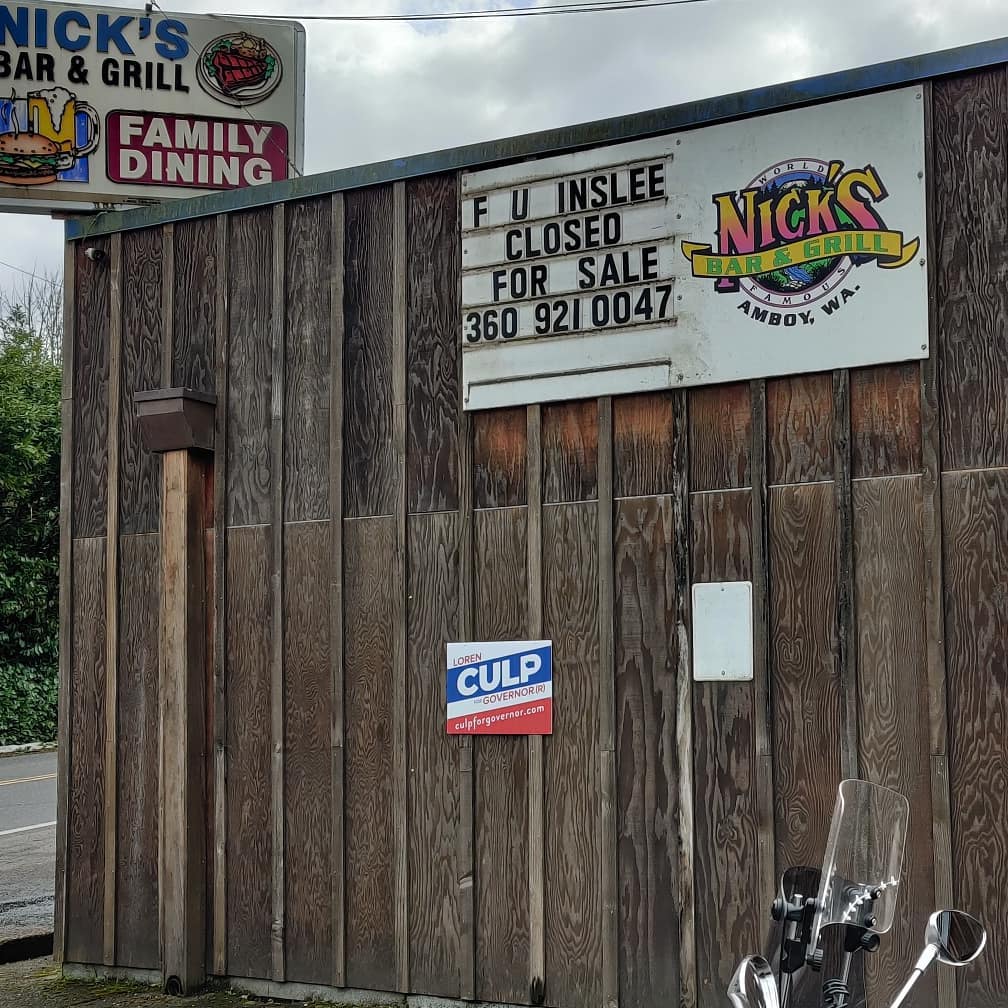 NICK'S
BAR & GRILL
FAMILY
DINING
F U INSLEE
CLOSED
FOR SALE
360 921 0047
WORLD
NICK'S
BAR & GRILL
FAMOUS
AMBOY, WA.
LOREN
CULP
FOR GOVERNOR (R)
culpforgovernor.com